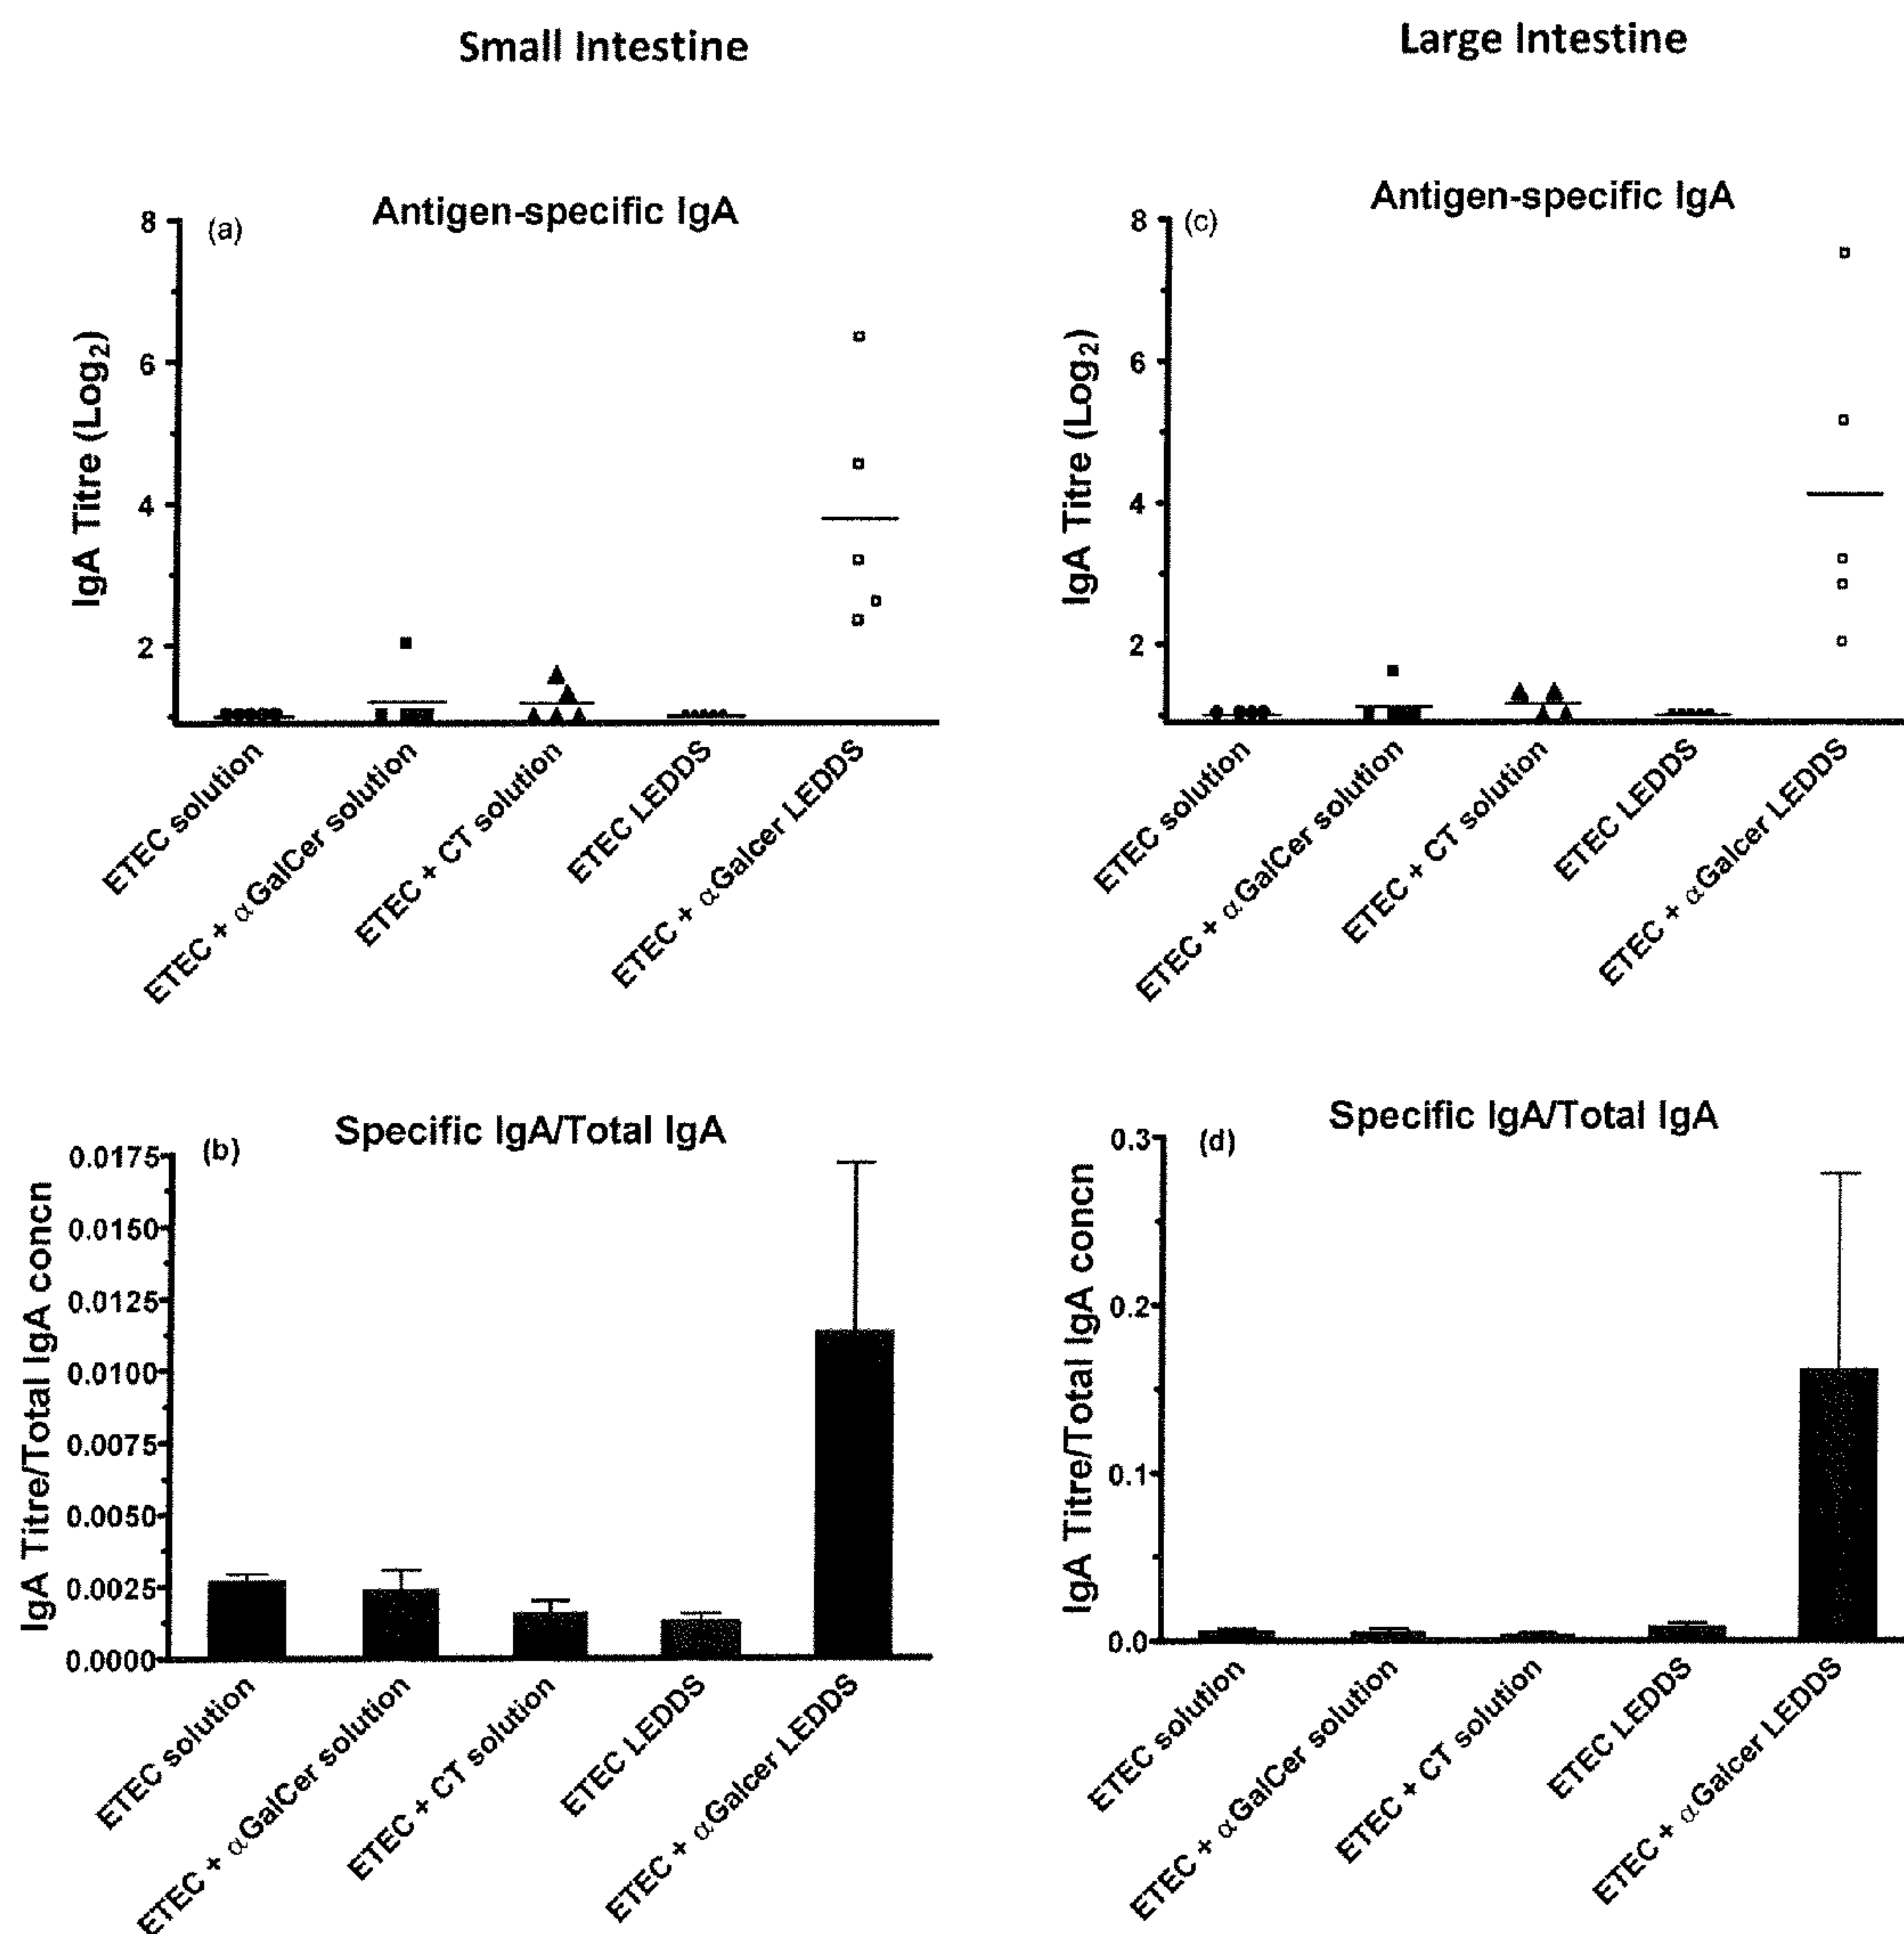 Small Intestine
Large Intestine
(a)
Antigen-specific IgA
IgA Titre (Log2)
8
6
4
2
ETEC solution
ETEC + αGalCer solution
ETEC + CT solution
ETEC LEDDS
ETEC + αGalcer LEDDS
(c)
Antigen-specific IgA
IgA Titre (Log2)
8
6
4
2
ETEC solution
ETEC + αGalCer solution
ETEC + CT solution
ETEC LEDDS
ETEC + αGalcer LEDDS
(b)
Specific IgA/Total IgA
IgA Titre/Total IgA concn
0.0175
0.0150
0.0125
0.0100
0.0075
0.0050
0.0025
0.0000
ETEC solution
ETEC + αGalCer solution
ETEC + CT solution
ETEC LEDDS
ETEC + αGalcer LEDDS
(d)
Specific IgA/Total IgA
IgA Titre/Total IgA concn
0.3
0.2
0.1
0.0
ETEC solution
ETEC + αGalCer solution
ETEC + CT solution
ETEC LEDDS
ETEC + αGalcer LEDDS